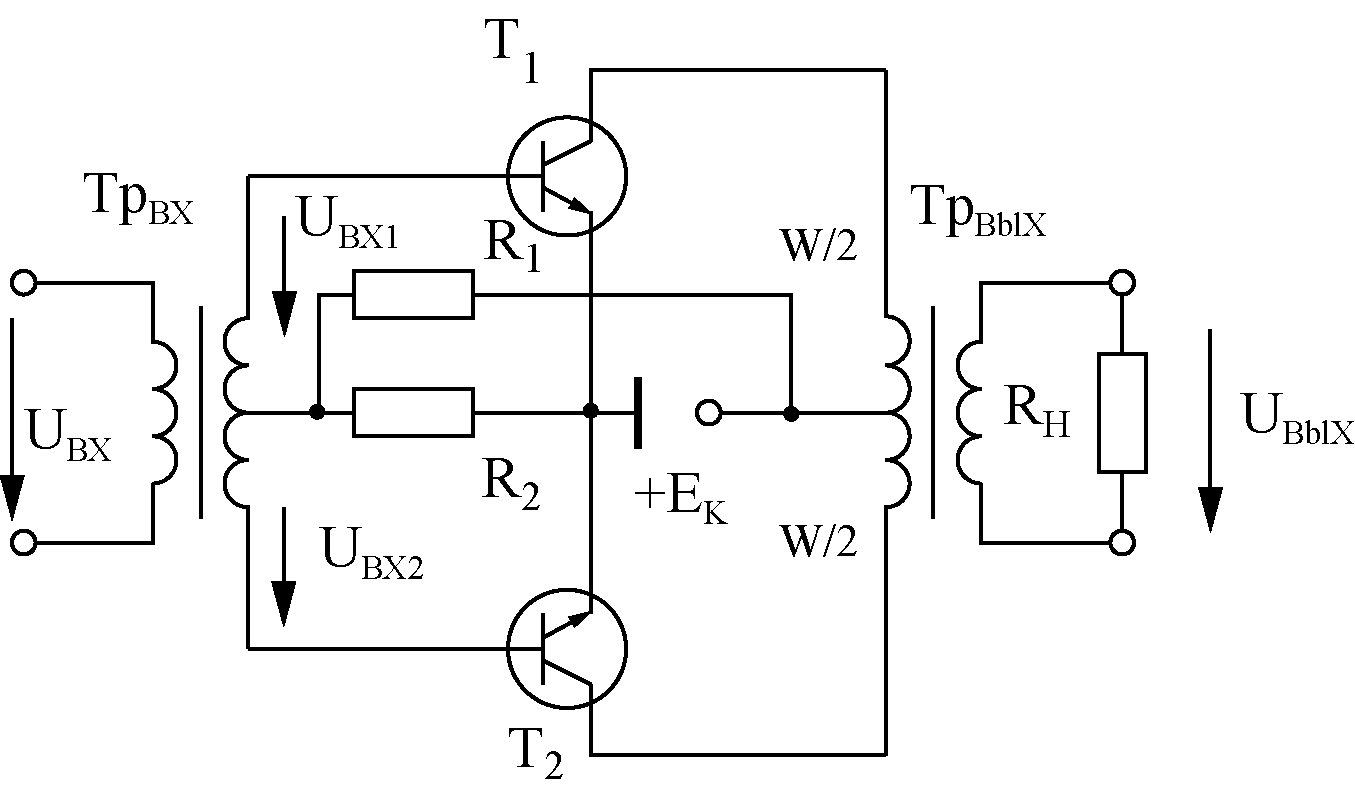 T1
TpBX
UBX1
R1
W/2
TpBblX
UBX
R2
+EK
RH
UBblX
W/2
UBX2
T2